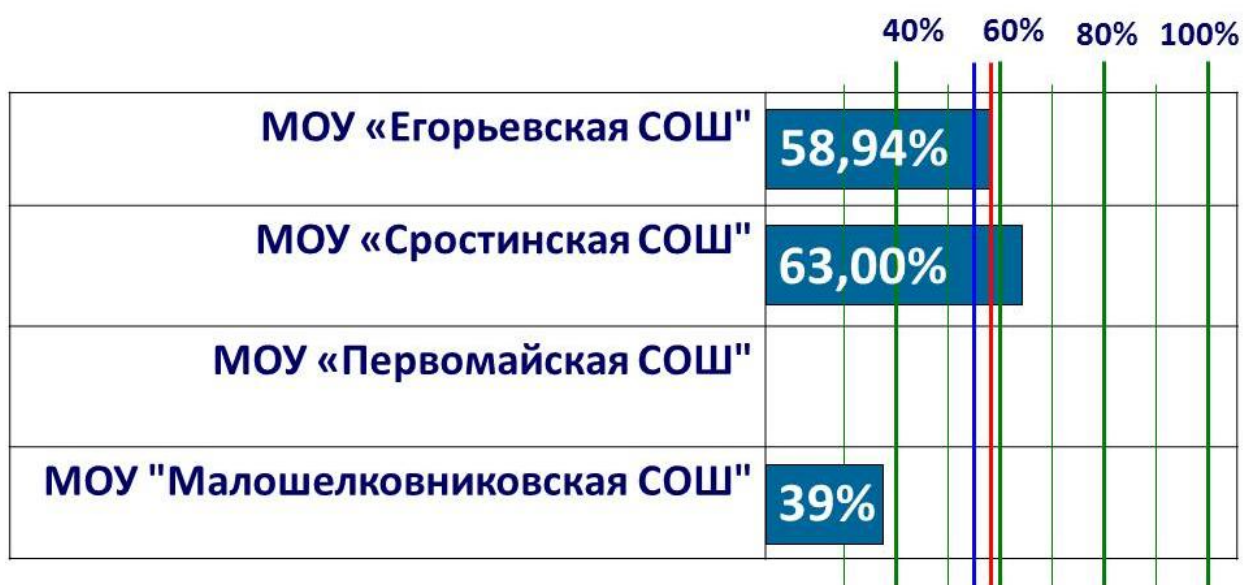 40% 60% 80% 100%
МОУ «Егорьевская СОШ"
58,94%
МОУ «Сростинская СОШ"
63,00%
МОУ «Первомайская СОШ"
МОУ "Малошелковниковская СОШ"
39%